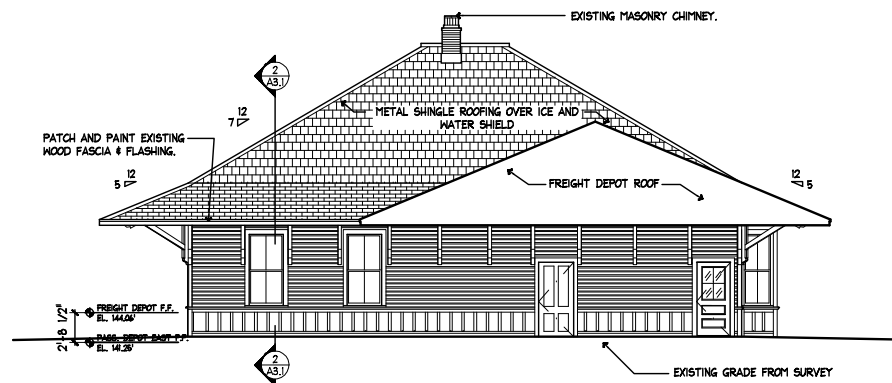 EXISTING MASONRY CHIMNEY.
2
A3.1
12
7
METAL SHINGLE ROOFING OVER ICE AND
WATER SHIELD
PATCH AND PAINT EXISTING
WOOD FASCIA & FLASHING.
12
5
FREIGHT DEPOT ROOF
12
5
2'-8 1/2"
FREIGHT DEPOT F.F.
EL. 144.06'
PASS. DEPOT EAST F.F.
EL. 141.25'
2
A3.1
EXISTING GRADE FROM SURVEY